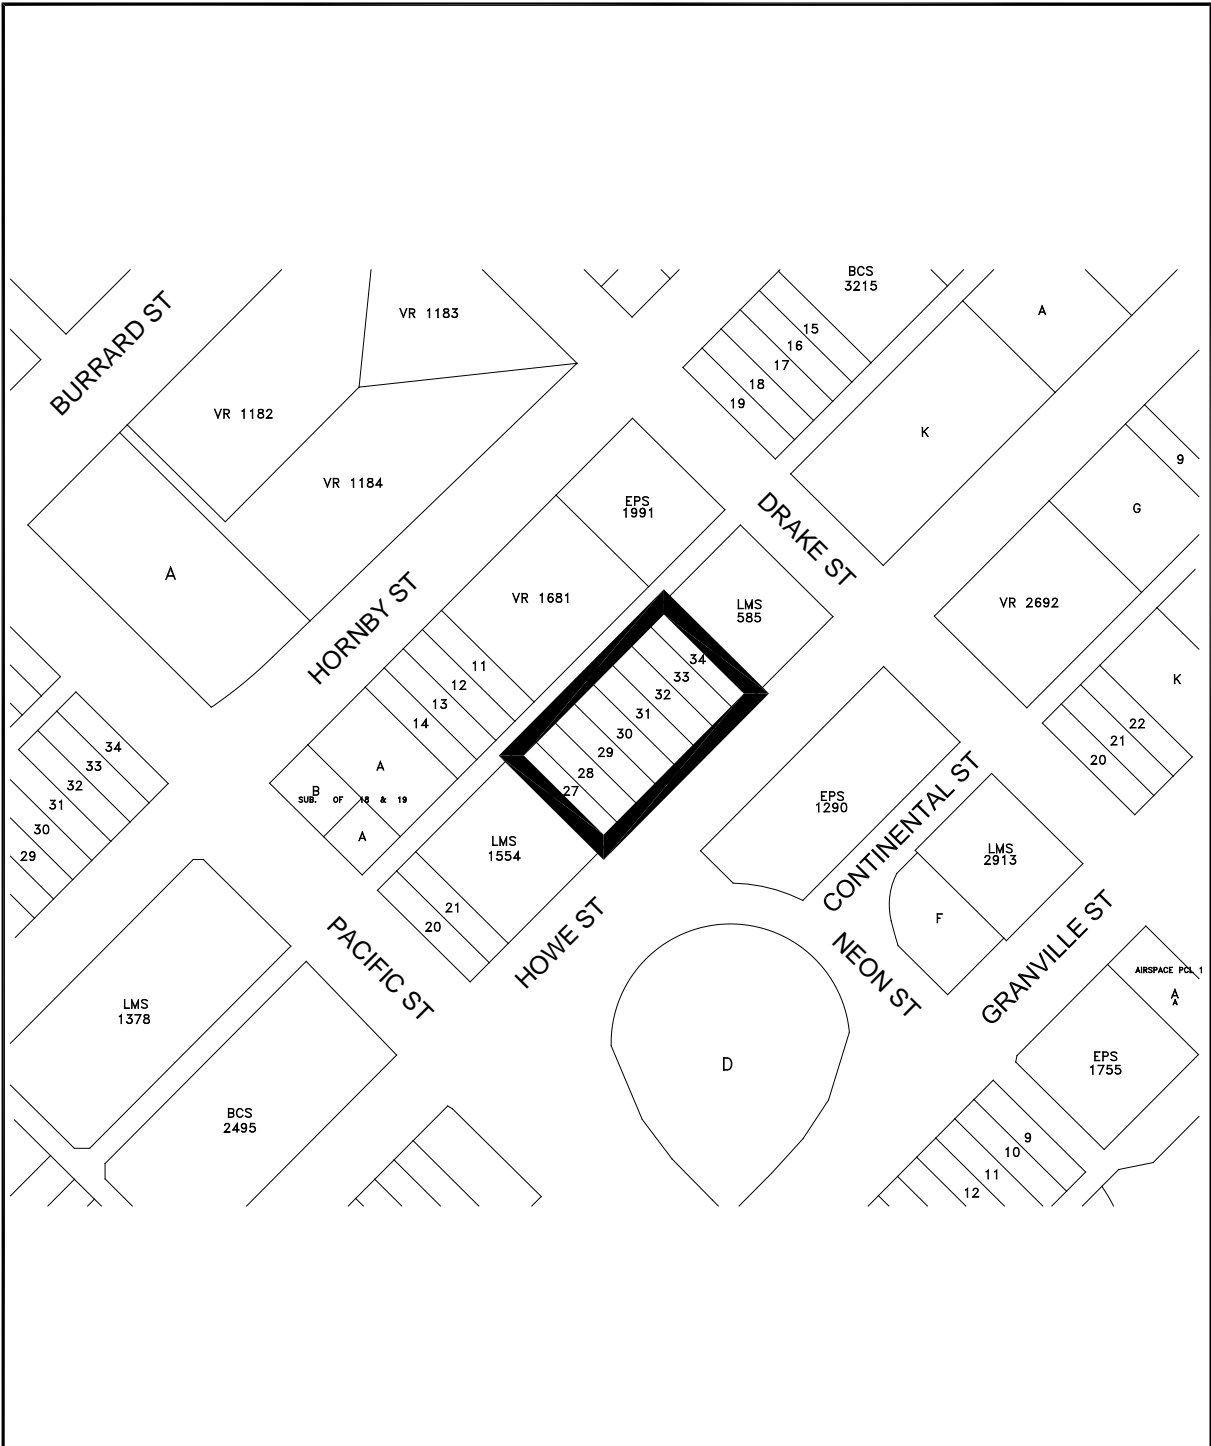 BCS
3215
VR 1183
A
15
16
17
18
19
BURRARD ST
VR 1182
K
9
VR 1184
EPS
1991
DRAKE ST
G
A
HORNBY ST
VR 1681
LMS
585
VR 2692
11
12
13
14
34
33
32
31
30
29
28
27
K
22
21
20
34
33
32
31
30
29
A
B
SUB. OF 18 & 19
A
EPS
1290
CONTINENTAL ST
LMS
1554
LMS
2913
21
20
PACIFIC ST
HOWE ST
F
NEON ST
GRANVILLE ST
AIRSPACE PCL 1
A
A
LMS
1378
D
EPS
1755
BCS
2495
9
10
11
12